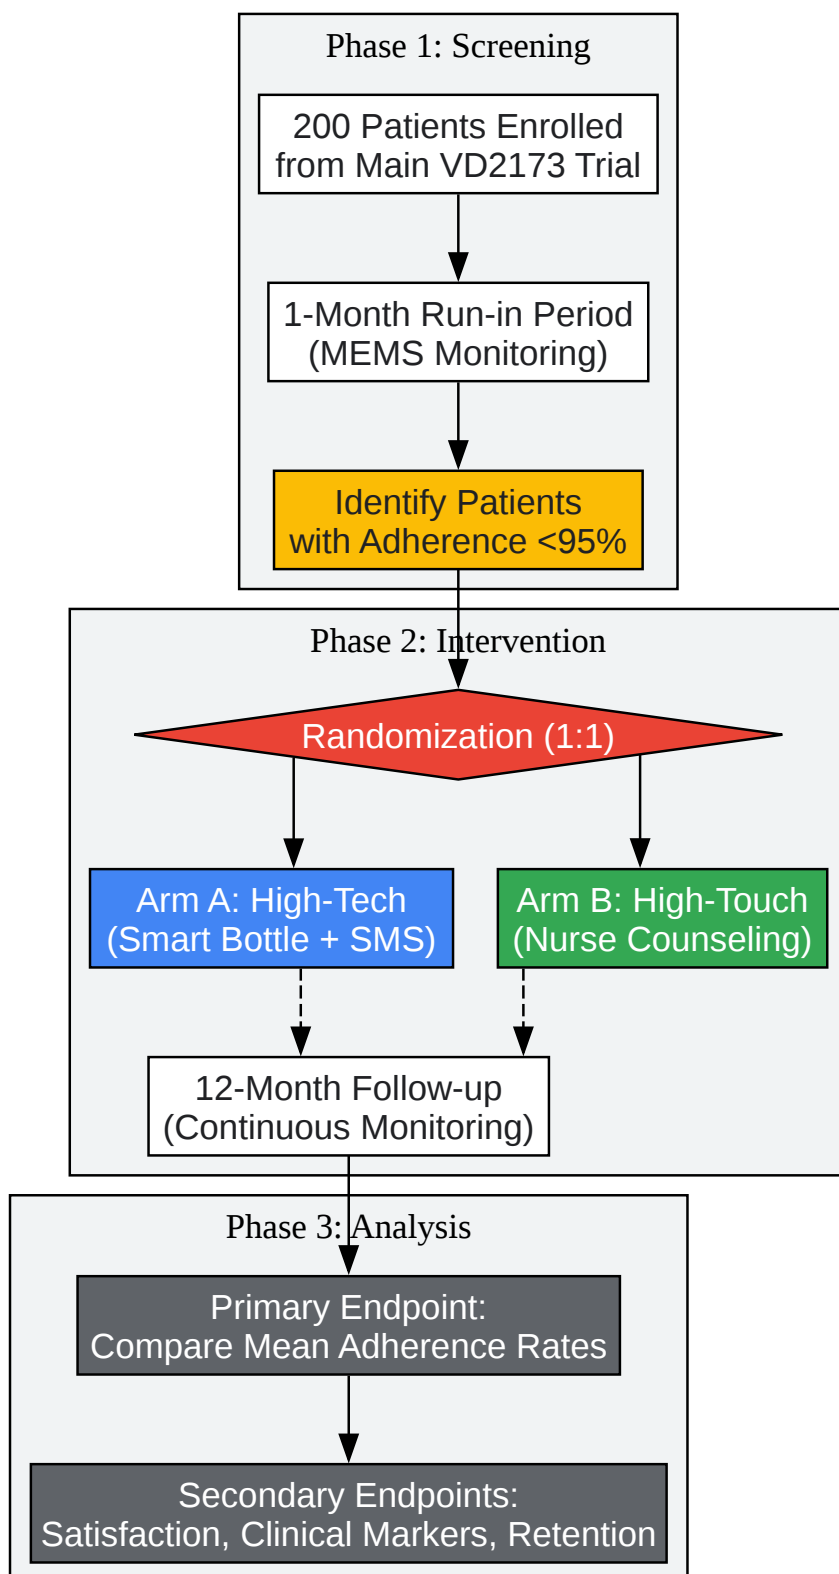 Phase 1: Screening
200 Patients Enrolled
from Main VD2173 Trial
1-Month Run-in Period
(MEMS Monitoring)
Identify Patients
with Adherence <95%
Phase 2: Intervention
Randomization (1:1)
Arm A: High-Tech
(Smart Bottle + SMS)
Arm B: High-Touch
(Nurse Counseling)
12-Month Follow-up
(Continuous Monitoring)
Phase 3: Analysis
Primary Endpoint:
Compare Mean Adherence Rates
Secondary Endpoints:
Satisfaction, Clinical Markers, Retention